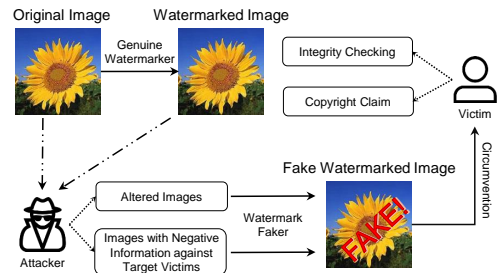 Original Image
Watermarked Image
Genuine
Watermarker
Integrity Checking
Copyright Claim
Victim
Circumvention
Fake Watermarked Image
Altered Images
Watermark
Faker
Images with Negative
Information against
Target Victims
Attacker
FAKE!